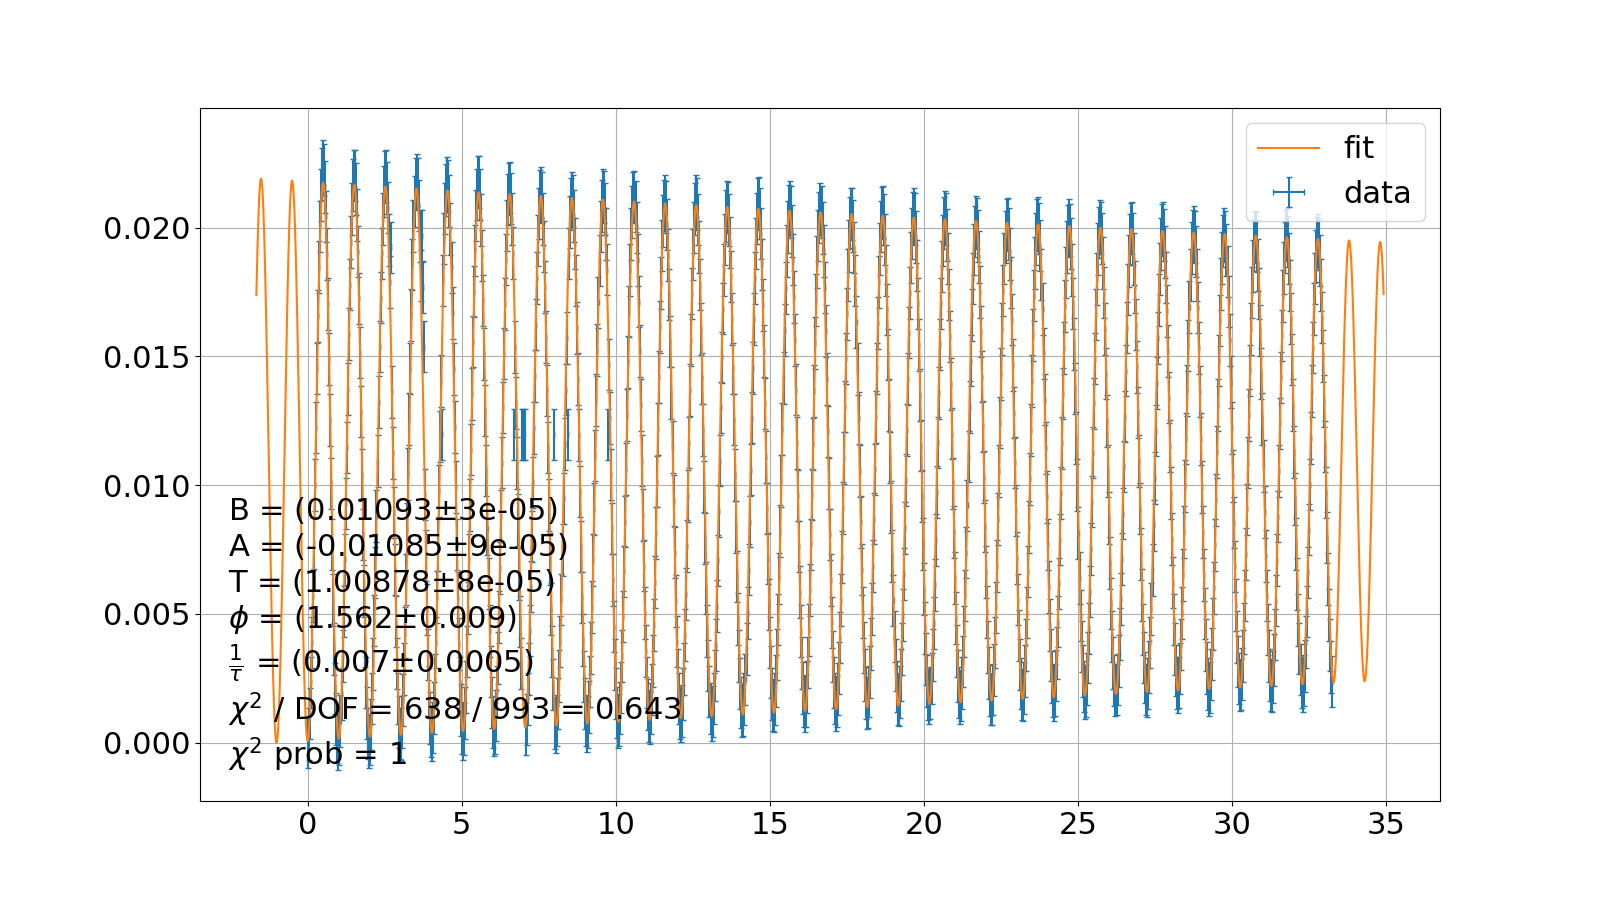 fit
data
0.020
0.015
0.010
0.005
0.000
B = (0.01093±3e-05)
A = (-0.01085±9e-05)
T = (1.00878±8e-05)
ϕ = (1.562±0.009)
1/τ = (0.007±0.0005)
χ² / DOF = 638 / 993 = 0.643
χ² prob = 1
0 5 10 15 20 25 30 35